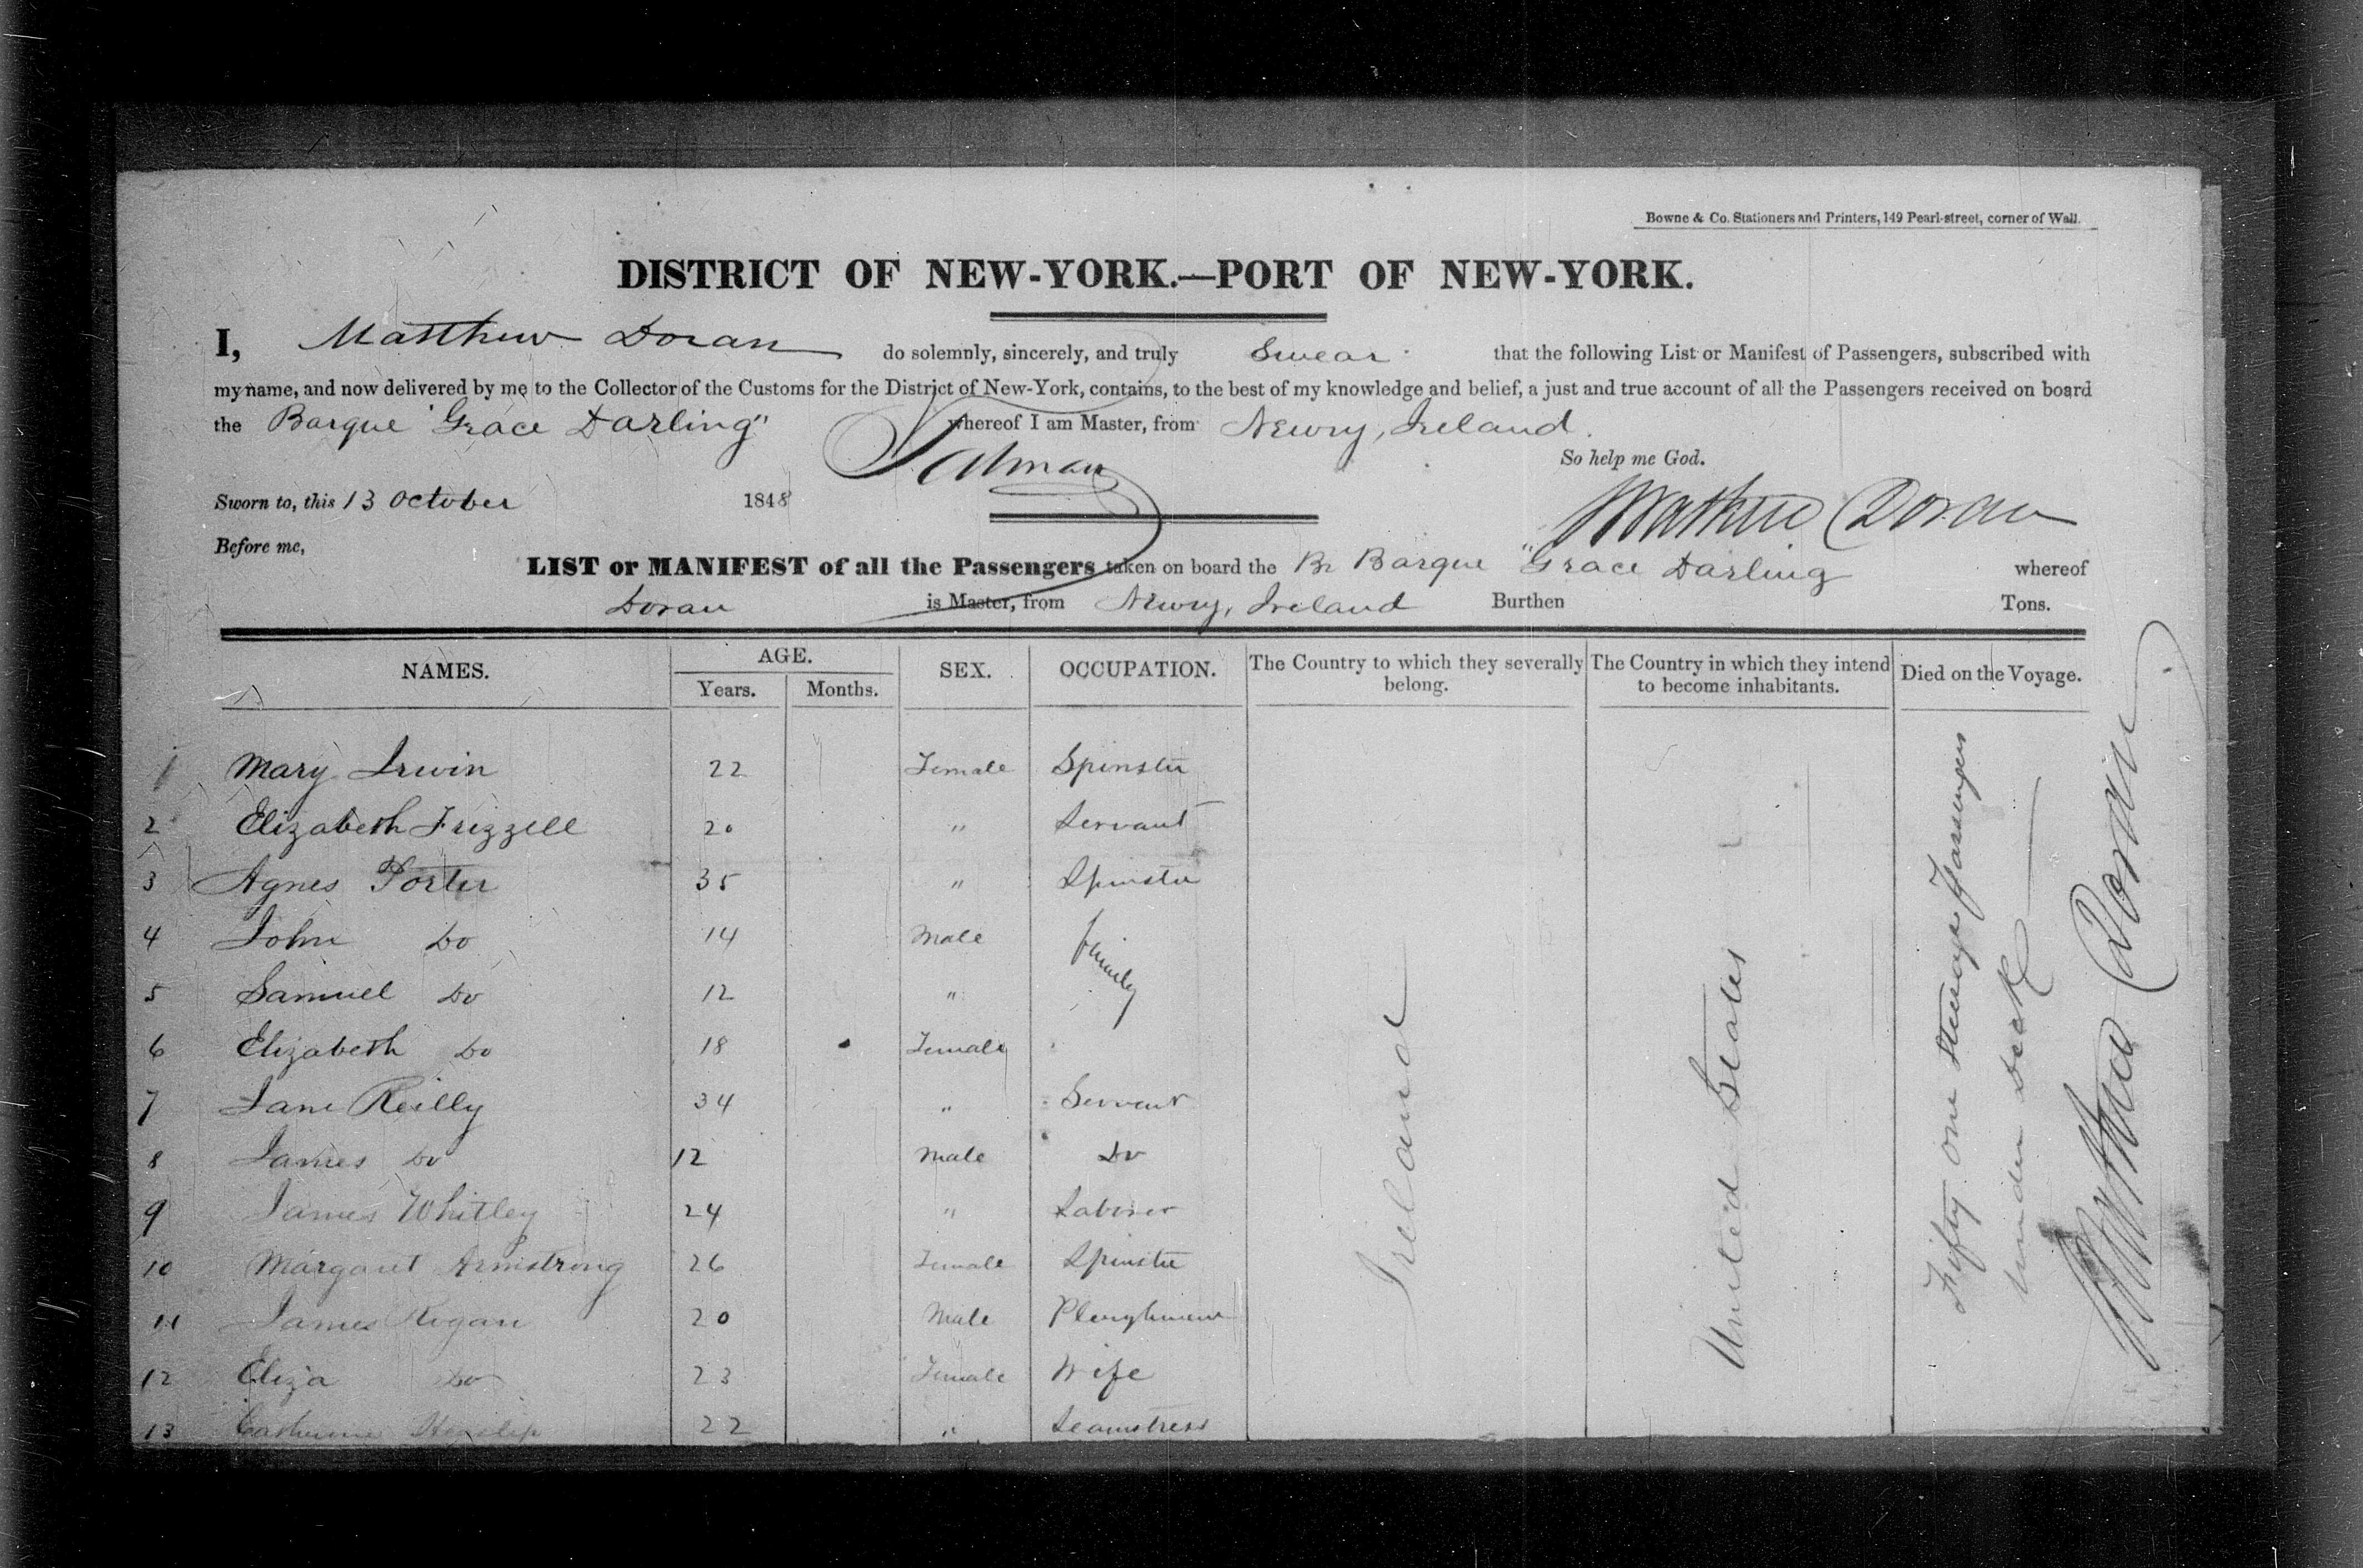 Bowne & Co. Stationers and Printers, 149 Pearl-street, corner of Wall.
DISTRICT OF NEW-YORK.—PORT OF NEW-YORK.
I, Matthew Doran do solemnly, sincerely, and truly Swear that the following List or Manifest of Passengers, subscribed with
my name, and now delivered by me to the Collector of the Customs for the District of New-York, contains, to the best of my knowledge and belief, a just and true account of all the Passengers received on board
the Barque "Grace Darling" whereof I am Master, from Newry, Ireland.
So help me God.
Sworn to, this 13 October 1848
Mathew Doran
Before me,
LIST or MANIFEST of all the Passengers taken on board the Br Barque "Grace Darling whereof
Doran is Master, from Newry, Ireland Burthen Tons.
NAMES. AGE. SEX. OCCUPATION. The Country to which they severally belong. The Country in which they intend to become inhabitants. Died on the Voyage.
Years. Months.
1 Mary Irwin 22 Female Spinster
2 Elizabeth Frizzell 20 " Servant
3 Agnes Porter 35 " Spinster
4 John Do 14 Male family
5 Samuel Do 12 "
6 Elizabeth Do 18 Female
7 Jane Reilly 34 " Servant
8 James Do 12 Male Do
9 James Whitley 24 " Laborer
10 Margaret Armstrong 26 Female Spinster
11 James Rogan 20 Male Ploughman
12 Eliza Do 23 Female Wife
13 Catherine 22 " Seamstress
Ireland
United States
Fifty one Steerage Passengers
under Deck
Mathew Doran